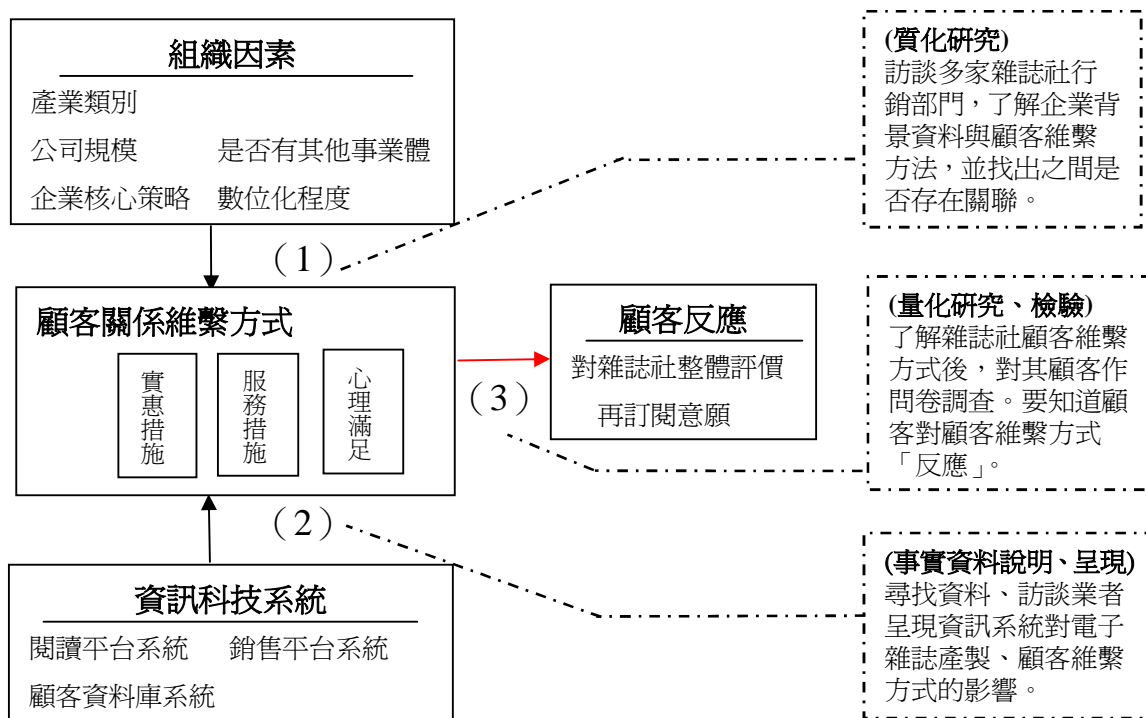 組織因素
產業類別
公司規模 是否有其他事業體
企業核心策略 數位化程度
(質化研究)
訪談多家雜誌社行
銷部門，了解企業背
景資料與顧客維繫
方法，並找出之間是
否存在關聯。
（1）
顧客關係維繫方式
實惠措施
服務措施
心理滿足
（3）
顧客反應
對雜誌社整體評價
再訂閱意願
(量化研究、檢驗)
了解雜誌社顧客維繫
方式後，對其顧客作
問卷調查。要知道顧
客對顧客維繫方式
「反應」。
（2）
資訊科技系統
閱讀平台系統 銷售平台系統
顧客資料庫系統
(事實資料說明、呈現)
尋找資料、訪談業者
呈現資訊系統對電子
雜誌產製、顧客維繫
方式的影響。